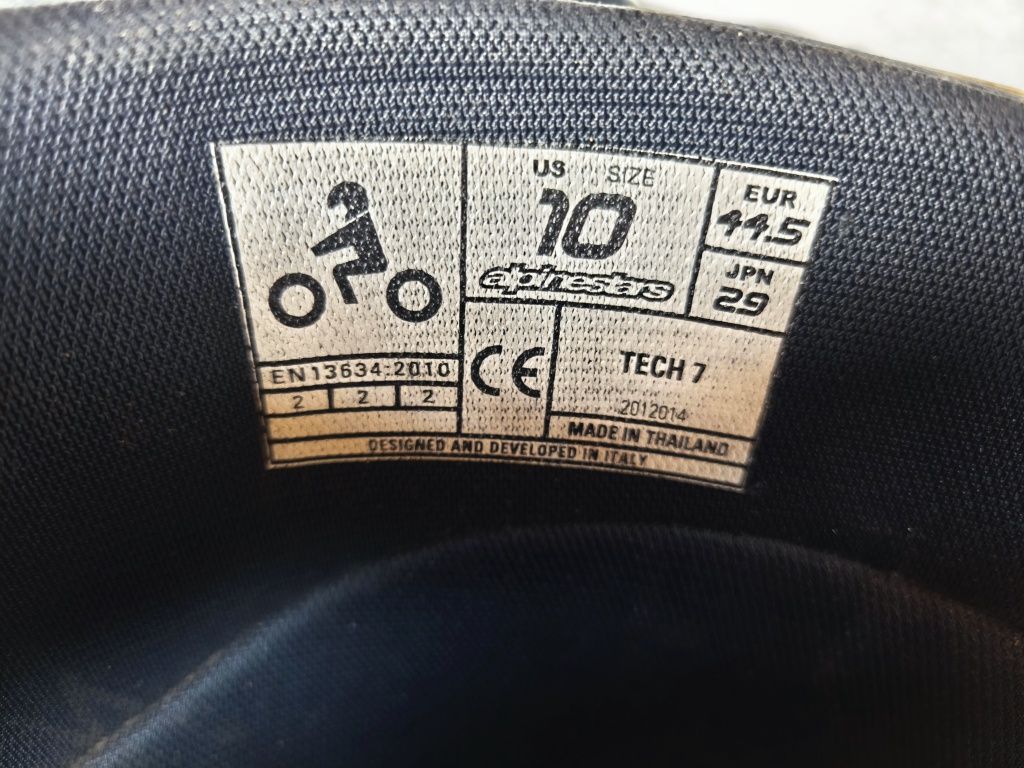 US SIZE
10
alpinestars
EUR
44.5
JPN
29
EN13634:2010
2 2 2
CE
TECH 7
2012014
MADE IN THAILAND
DESIGNED AND DEVELOPED IN ITALY